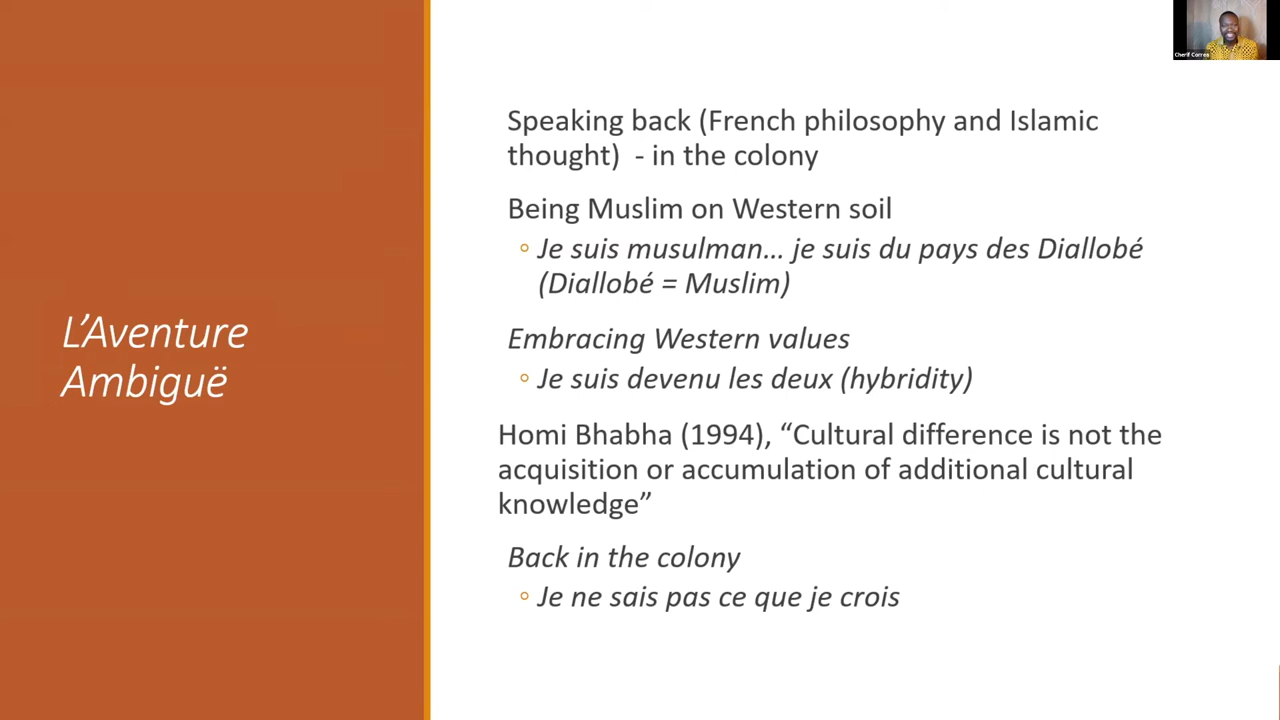 L’Aventure
Ambiguë
Speaking back (French philosophy and Islamic
thought)  - in the colony
Being Muslim on Western soil
Je suis musulman… je suis du pays des Diallobé
(Diallobé = Muslim)
Embracing Western values
Je suis devenu les deux (hybridity)
Homi Bhabha (1994), “Cultural difference is not the
acquisition or accumulation of additional cultural
knowledge”
Back in the colony
Je ne sais pas ce que je crois
Cherif Correa